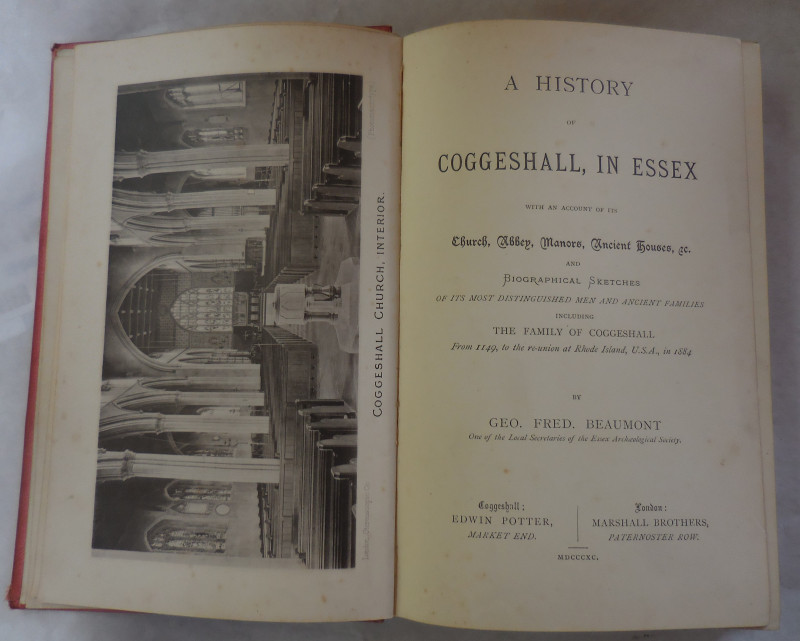 COGGESHALL CHURCH, INTERIOR.
A HISTORY
OF
COGGESHALL, IN ESSEX
WITH AN ACCOUNT OF ITS
Church, Abbey, Manors, Ancient Houses, &c.
AND
BIOGRAPHICAL SKETCHES
OF ITS MOST DISTINGUISHED MEN AND ANCIENT FAMILIES
INCLUDING
THE FAMILY OF COGGESHALL
From 1149, to the re-union at Rhode Island, U.S.A., in 1884
BY
GEO. FRED. BEAUMONT
One of the Local Secretaries of the Essex Archæological Society.
Coggeshall:
EDWIN POTTER,
MARKET END.
London:
MARSHALL BROTHERS,
PATERNOSTER ROW.
MDCCCXC.